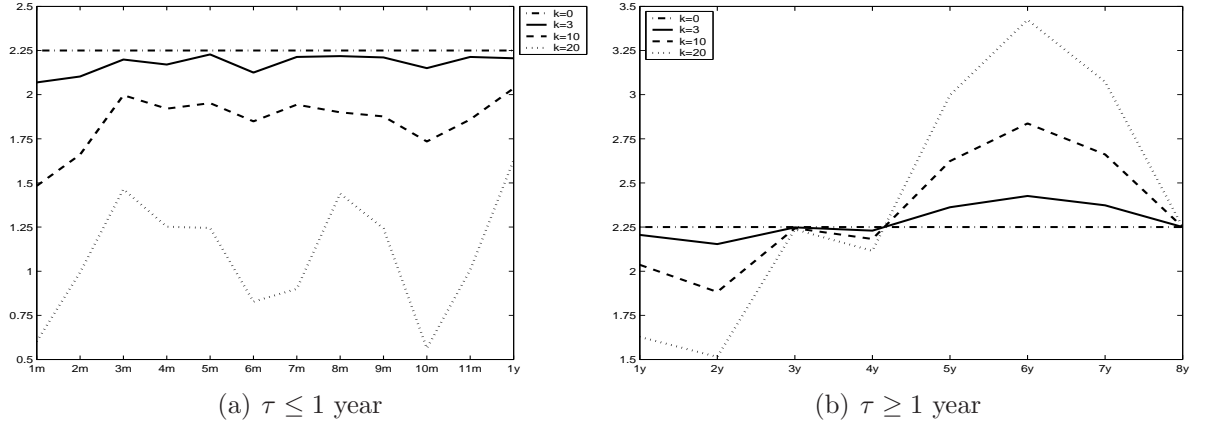 2.5
2.25
2
1.75
1.5
1.25
1
0.75
0.5
1m 2m 3m 4m 5m 6m 7m 8m 9m 10m 11m 1y
k=0
k=3
k=10
k=20
(a) τ ≤ 1 year
3.5
3.25
3
2.75
2.5
2.25
2
1.75
1.5
1y 2y 3y 4y 5y 6y 7y 8y
k=0
k=3
k=10
k=20
(b) τ ≥ 1 year